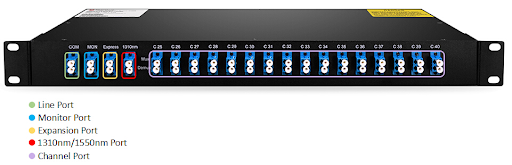 COM MON Express 1310nm C 25 C 26 C 27 C 28 C 29 C 30 C 31 C 32 C 33 C 34 C 35 C 36 C 37 C 38 C 39 C 40
Line Port
Monitor Port
Expansion Port
1310nm/1550nm Port
Channel Port